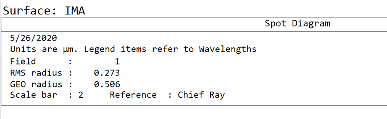 Surface: IMA
Spot Diagram
5/26/2020
Units are µm. Legend items refer to Wavelengths
Field : 1
RMS radius : 0.273
GEO radius : 0.506
Scale bar : 2 Reference : Chief Ray